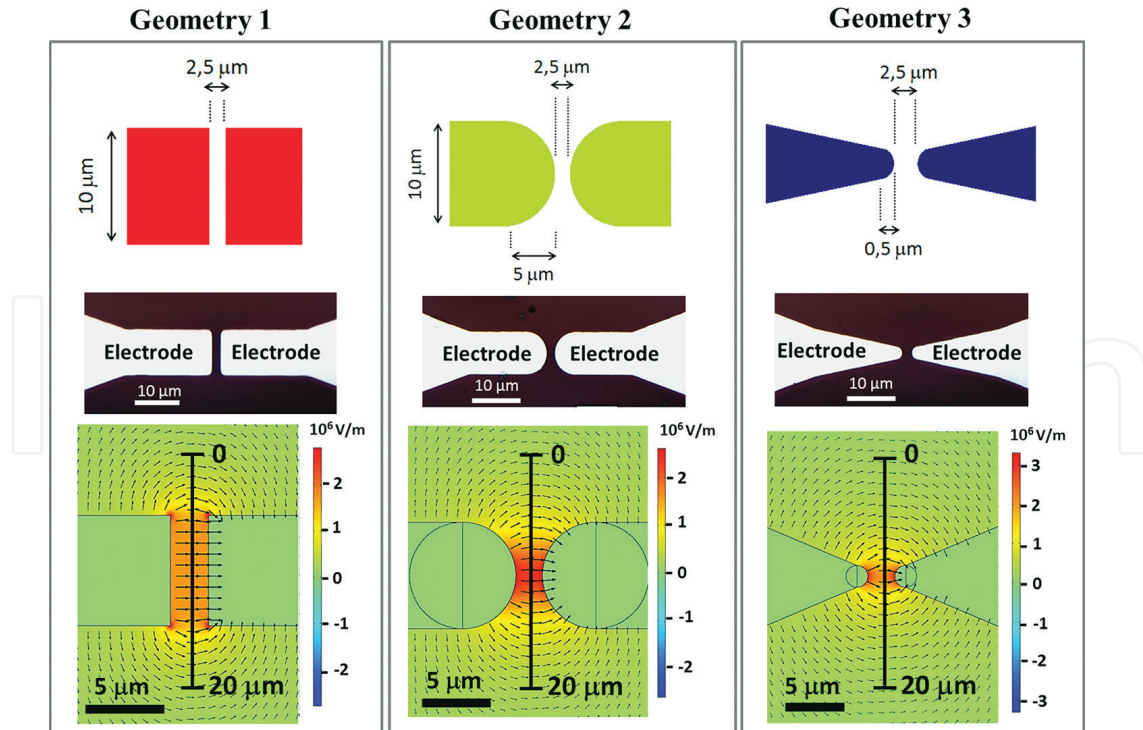 Geometry 1
2,5 μm
10 μm
Electrode
Electrode
10 μm
10⁶ V/m
0
2
1
0
-1
-2
5 μm
20 μm
Geometry 2
2,5 μm
10 μm
5 μm
Electrode
Electrode
10 μm
10⁶ V/m
0
2
1
0
-1
-2
5 μm
20 μm
Geometry 3
2,5 μm
0,5 μm
Electrode
Electrode
10 μm
10⁶ V/m
0
3
2
1
0
-1
-2
-3
5 μm
20 μm